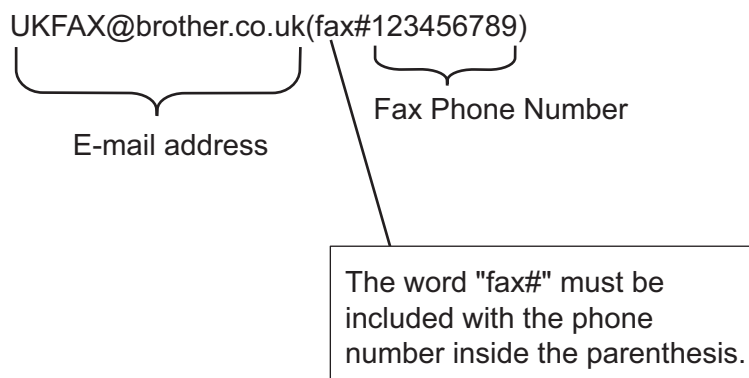 UKFAX@brother.co.uk(fax#123456789)
Fax Phone Number
E-mail address
The word "fax#" must be
included with the phone
number inside the parenthesis.